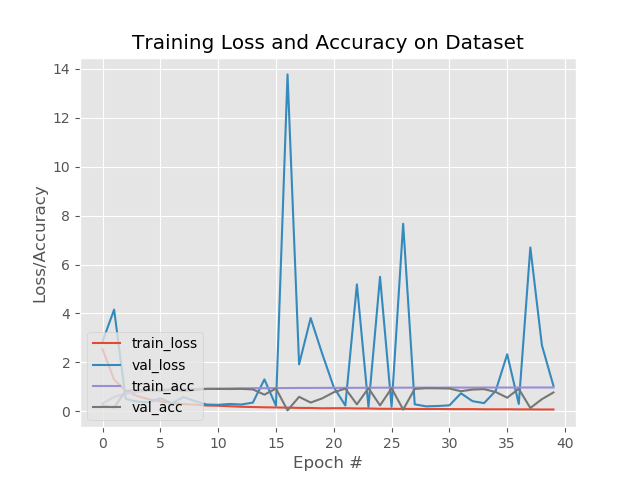 Training Loss and Accuracy on Dataset
14
12
10
8
6
4
2
0
Loss/Accuracy
train_loss
val_loss
train_acc
val_acc
0 5 10 15 20 25 30 35 40
Epoch #